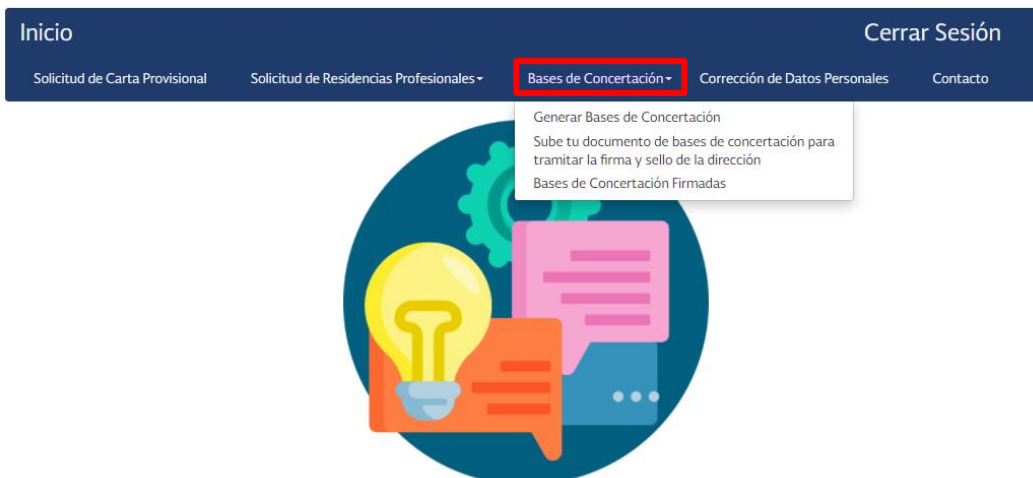 Inicio
Cerrar Sesión
Solicitud de Carta Provisional
Solicitud de Residencias Profesionales
Bases de Concertación
Corrección de Datos Personales
Contacto
Generar Bases de Concertación
Sube tu documento de bases de concertación para
tramitar la firma y sello de la dirección
Bases de Concertación Firmadas